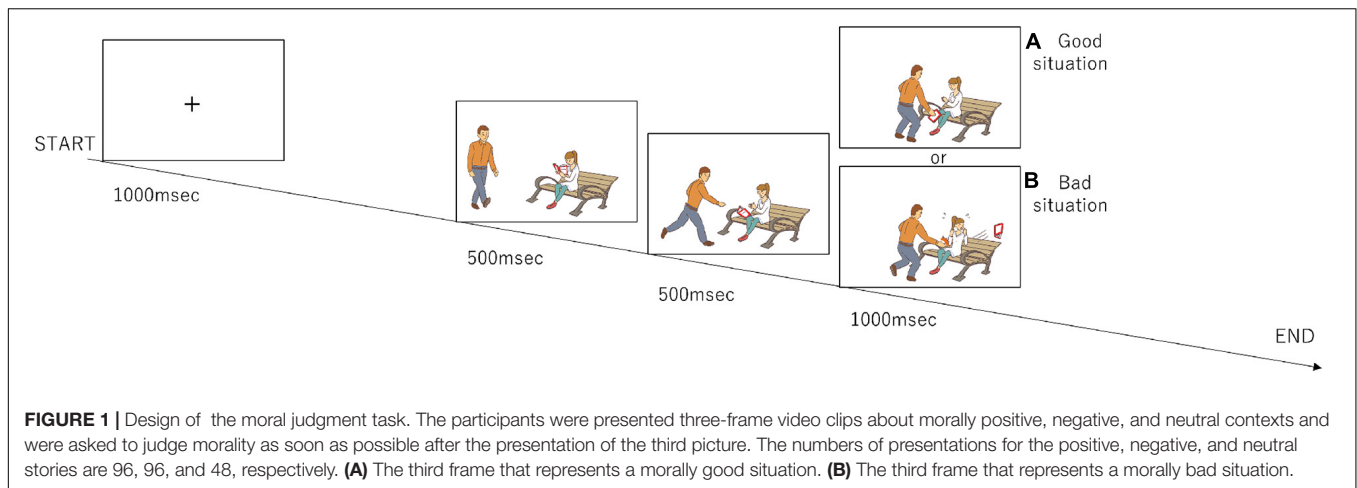 START
1000msec
500msec
500msec
1000msec
A Good
situation
or
B Bad
situation
END
FIGURE 1 | Design of the moral judgment task. The participants were presented three-frame video clips about morally positive, negative, and neutral contexts and
were asked to judge morality as soon as possible after the presentation of the third picture. The numbers of presentations for the positive, negative, and neutral
stories are 96, 96, and 48, respectively. (A) The third frame that represents a morally good situation. (B) The third frame that represents a morally bad situation.